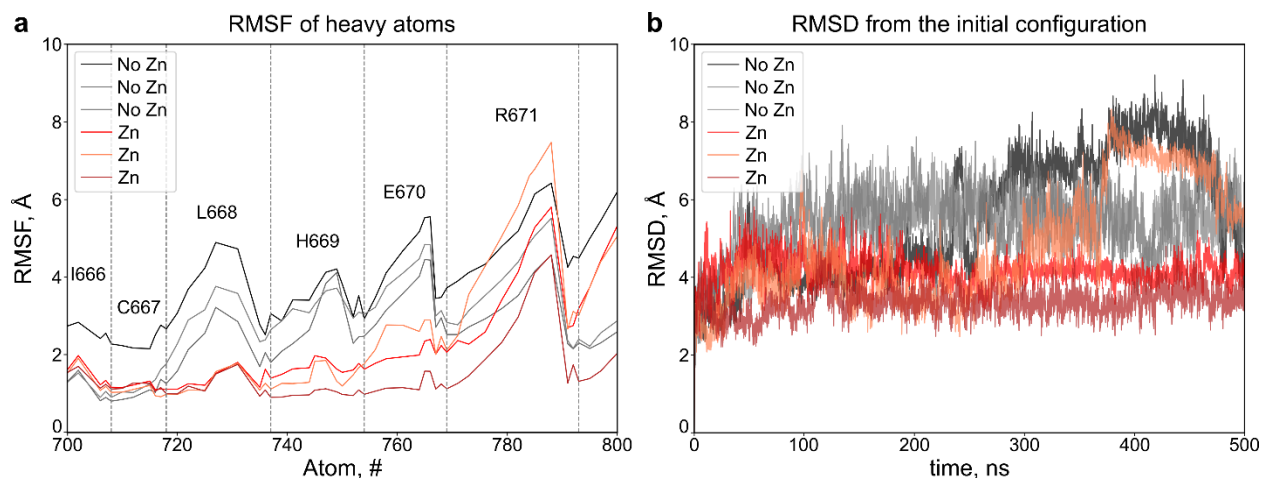 a
RMSF of heavy atoms
10
8
6
4
2
0
RMSF, Å
No Zn
No Zn
No Zn
Zn
Zn
Zn
I666
C667
L668
H669
E670
R671
700
720
740
760
780
800
Atom, #
b
RMSD from the initial configuration
10
8
6
4
2
0
RMSD, Å
No Zn
No Zn
No Zn
Zn
Zn
Zn
0
100
200
300
400
500
time, ns